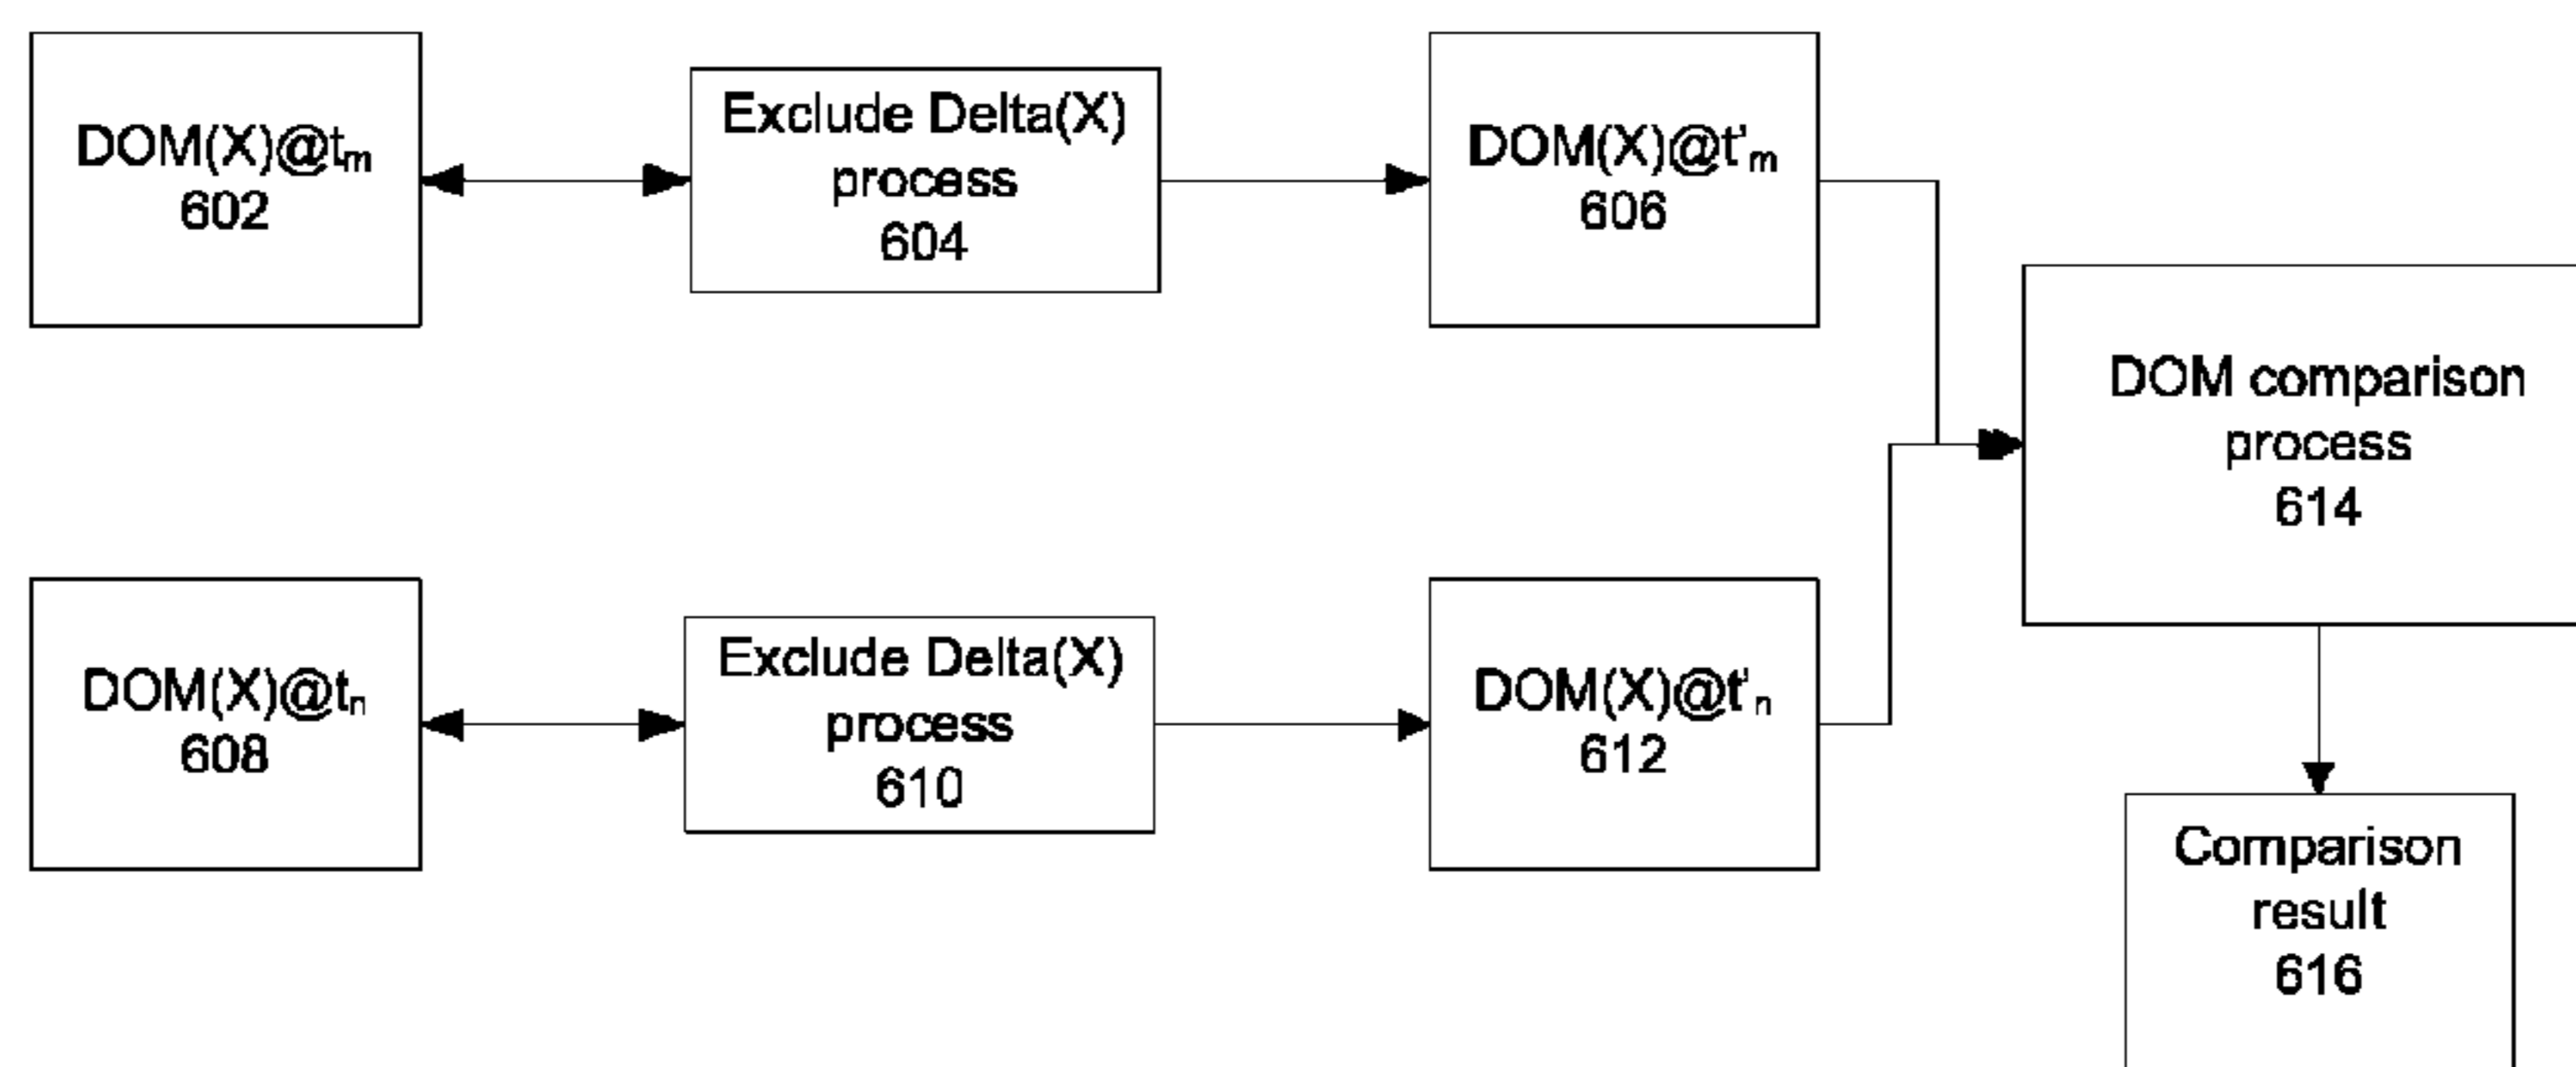 DOM(X)@tm
602
Exclude Delta(X)
process
604
DOM(X)@t'm
606
DOM comparison
process
614
DOM(X)@tn
608
Exclude Delta(X)
process
610
DOM(X)@t'n
612
Comparison
result
616